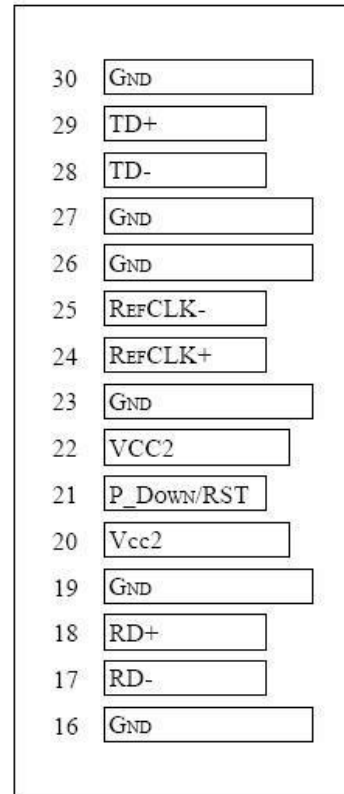 30 GND
29 TD+
28 TD-
27 GND
26 GND
25 REFCLK-
24 REFCLK+
23 GND
22 VCC2
21 P_DOWN/RST
20 Vcc2
19 GND
18 RD+
17 RD-
16 GND